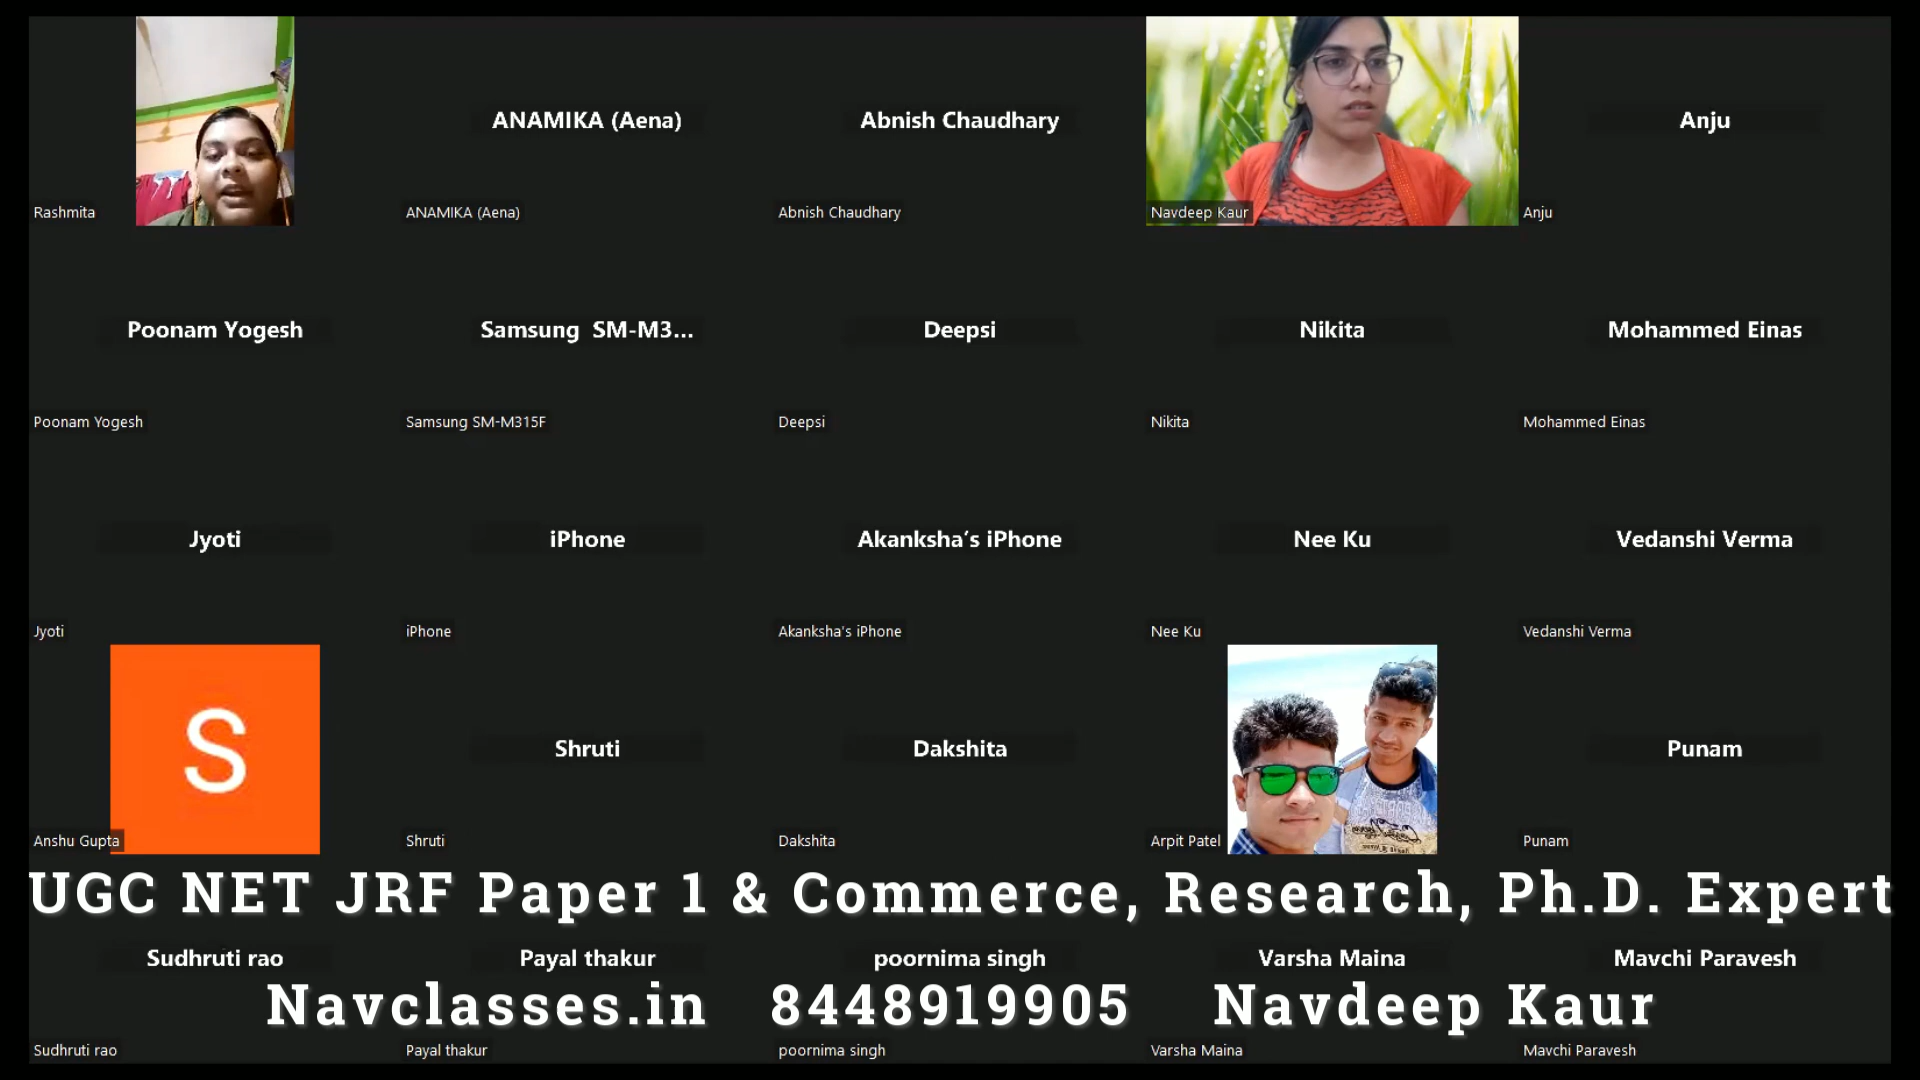 ANAMIKA (Aena)
Abnish Chaudhary
Anju
Rashmita
ANAMIKA (Aena)
Abnish Chaudhary
Navdeep Kaur
Anju
Poonam Yogesh
Samsung SM-M3...
Deepsi
Nikita
Mohammed Einas
Poonam Yogesh
Samsung SM-M315F
Deepsi
Nikita
Mohammed Einas
Jyoti
iPhone
Akanksha's iPhone
Nee Ku
Vedanshi Verma
Jyoti
iPhone
Akanksha's iPhone
Nee Ku
Vedanshi Verma
S
Shruti
Dakshita
Punam
Anshu Gupta
Shruti
Dakshita
Arpit Patel
Punam
UGC NET JRF Paper 1 & Commerce, Research, Ph.D. Expert
Sudhruti rao
Payal thakur
poornima singh
Varsha Maina
Mavchi Paravesh
Navclasses.in 8448919905 Navdeep Kaur
Sudhruti rao
Payal thakur
poornima singh
Varsha Maina
Mavchi Paravesh